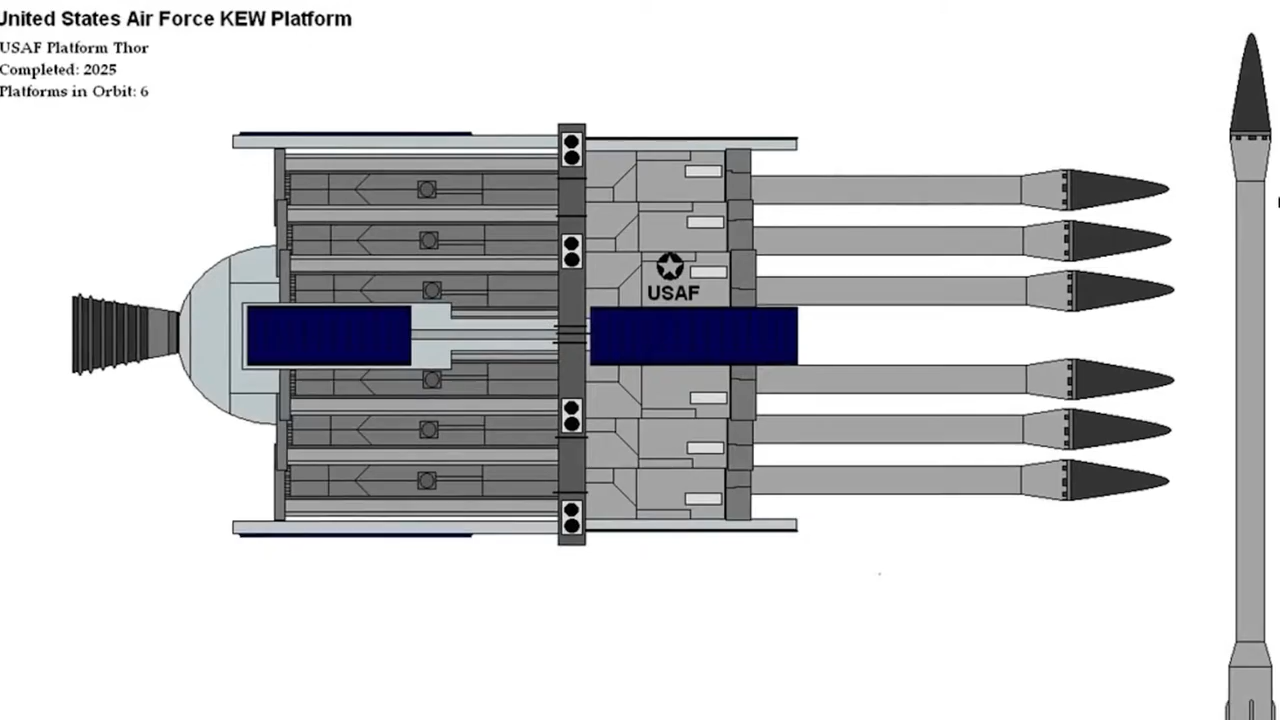 United States Air Force KEW Platform
USAF Platform Thor
Completed: 2025
Platforms in Orbit: 6
USAF